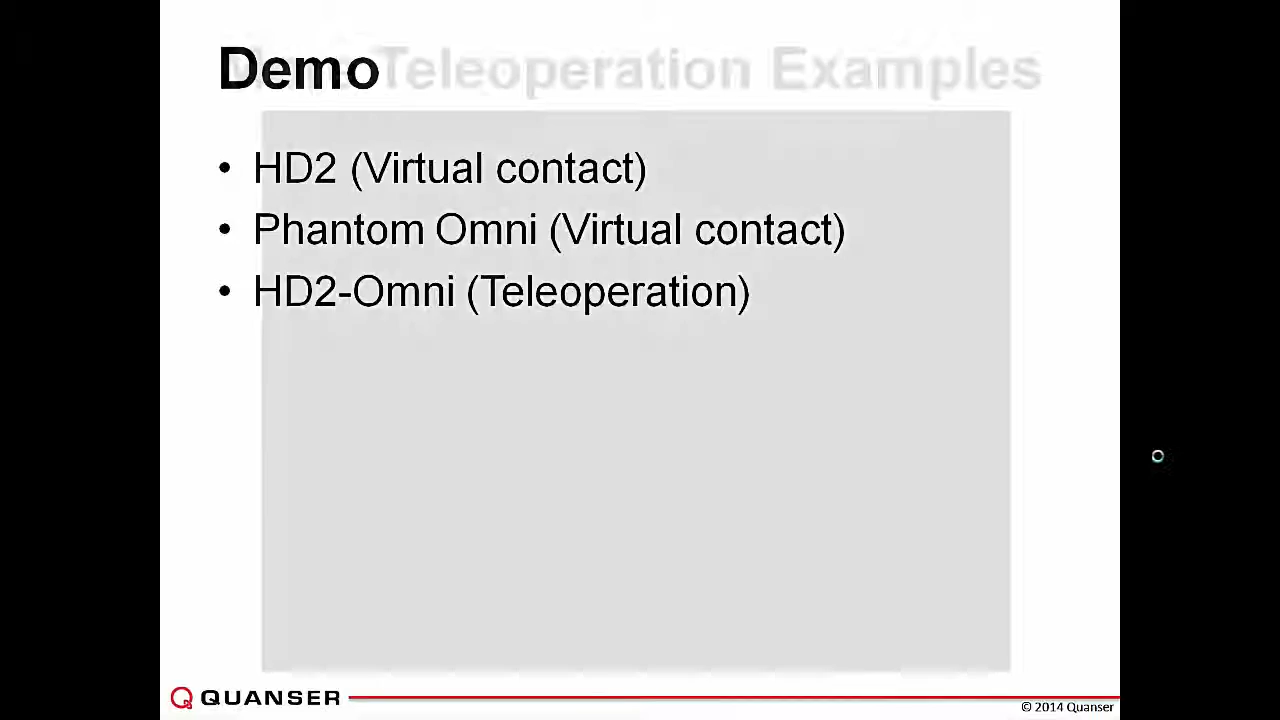 Demo Teleoperation Examples
• HD2 (Virtual contact)
• Phantom Omni (Virtual contact)
• HD2-Omni (Teleoperation)
QUANSER
© 2014 Quanser